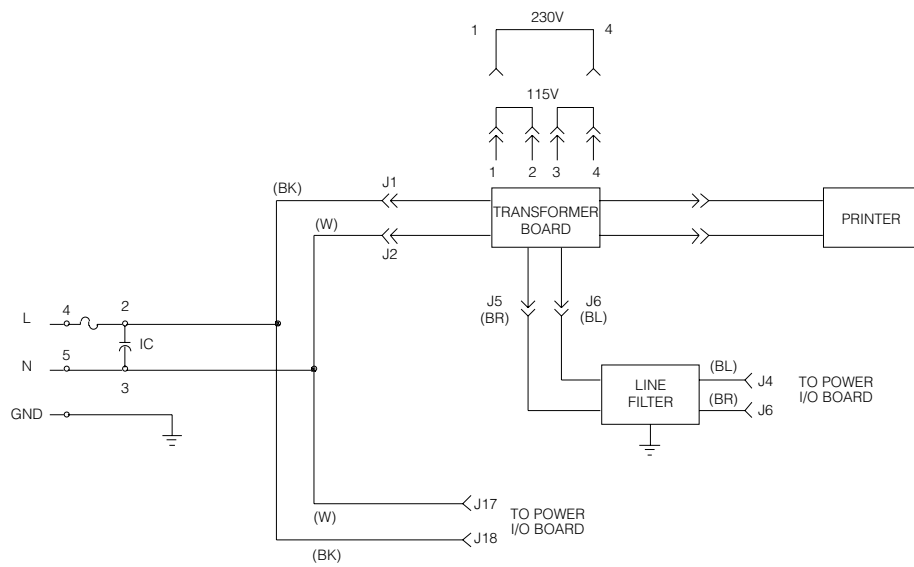 230V
1
4
115V
1
2
3
4
(BK)
J1
(W)
J2
TRANSFORMER
BOARD
PRINTER
J5
(BR)
J6
(BL)
L
4
2
IC
N
5
3
GND
LINE
FILTER
(BL)
J4
(BR)
J6
TO POWER
I/O BOARD
J17
(W)
J18
(BK)
TO POWER
I/O BOARD